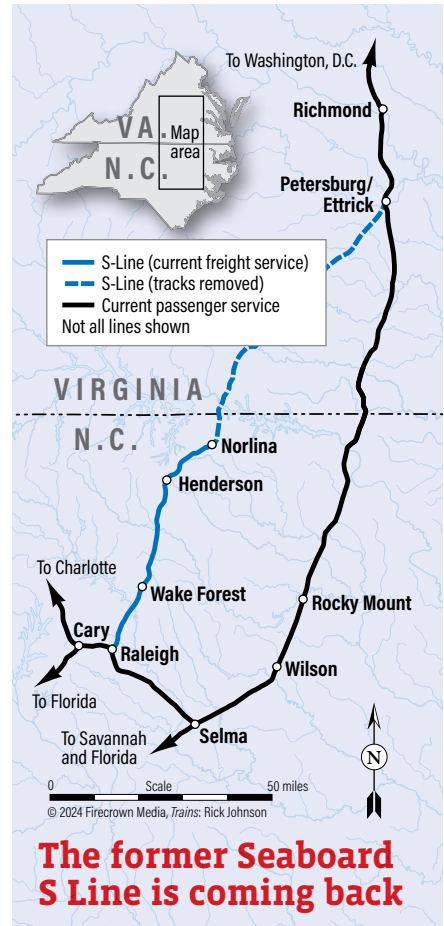 To Washington, D.C.
Richmond
VA.
N.C.
Map
area
Petersburg/
Ettrick
S-Line (current freight service)
S-Line (tracks removed)
Current passenger service
Not all lines shown
VIRGINIA
N.C.
Norlina
Henderson
To Charlotte
Wake Forest
Rocky Mount
Cary
Raleigh
Wilson
To Florida
Selma
To Savannah
and Florida
N
0 Scale 50 miles
© 2024 Firecrown Media, Trains: Rick Johnson
The former Seaboard
S Line is coming back